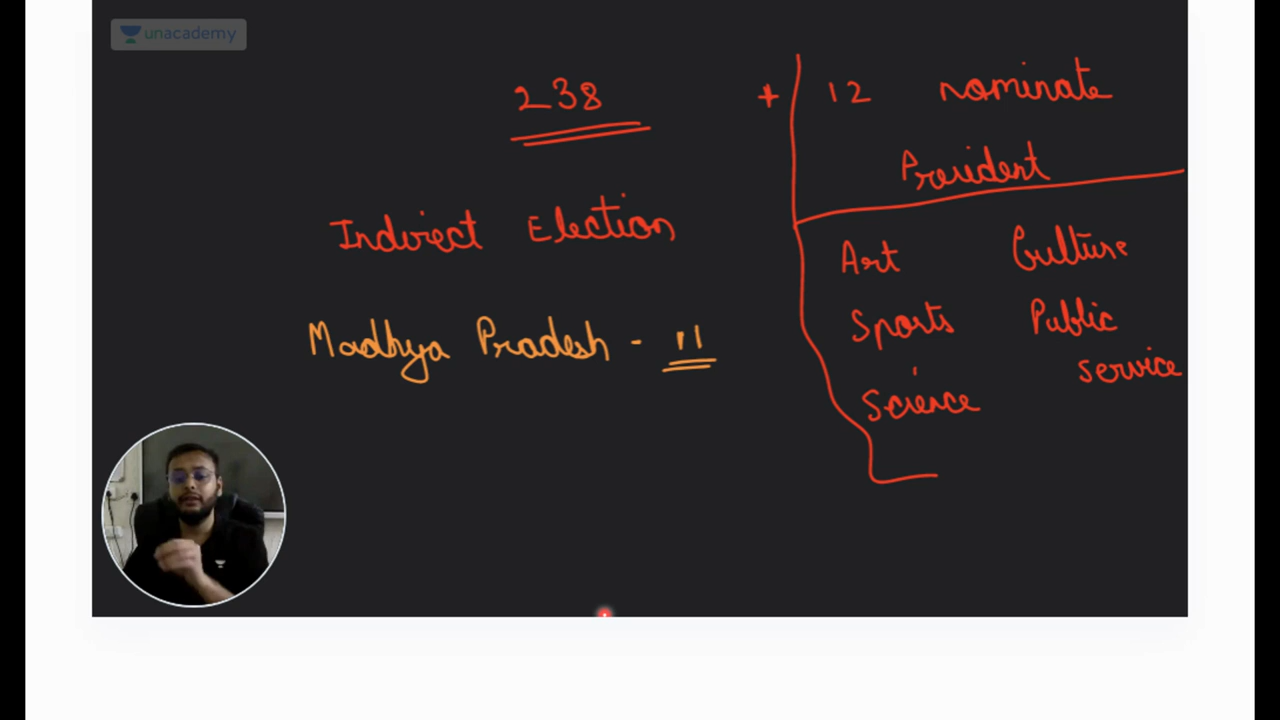 unacademy
238 + 12 nominate
President
Indirect Election
Art Culture
Sports Public
service
Madhya Pradesh - 11
Science